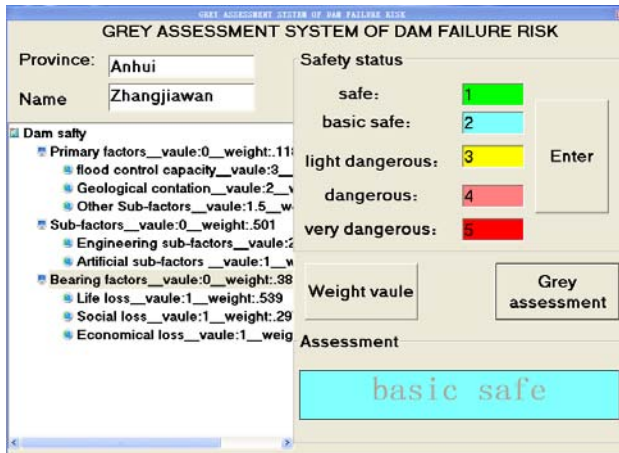 GREY ASSESSMENT SYSTEM OF DAM FAILURE RISK
GREY ASSESSMENT SYSTEM OF DAM FAILURE RISK
Province:
Anhui
Name
Zhangjiawan
Dam safty
Primary factors__vaule:0__weight:.118
flood control capacity__vaule:3__
Geological contation__vaule:2__
Other Sub-factors__vaule:1.5__w
Sub-factors__vaule:0__weight:.501
Engineering sub-factors__vaule:2
Artificial sub-factors __vaule:1__w
Bearing factors__vaule:0__weight:.38
Life loss__vaule:1__weight:.539
Social loss__vaule:1__weight:.29
Economical loss__vaule:1__weig
Safety status
safe:
1
basic safe:
2
light dangerous:
3
dangerous:
4
very dangerous:
5
Enter
Weight vaule
Grey
assessment
Assessment
basic safe